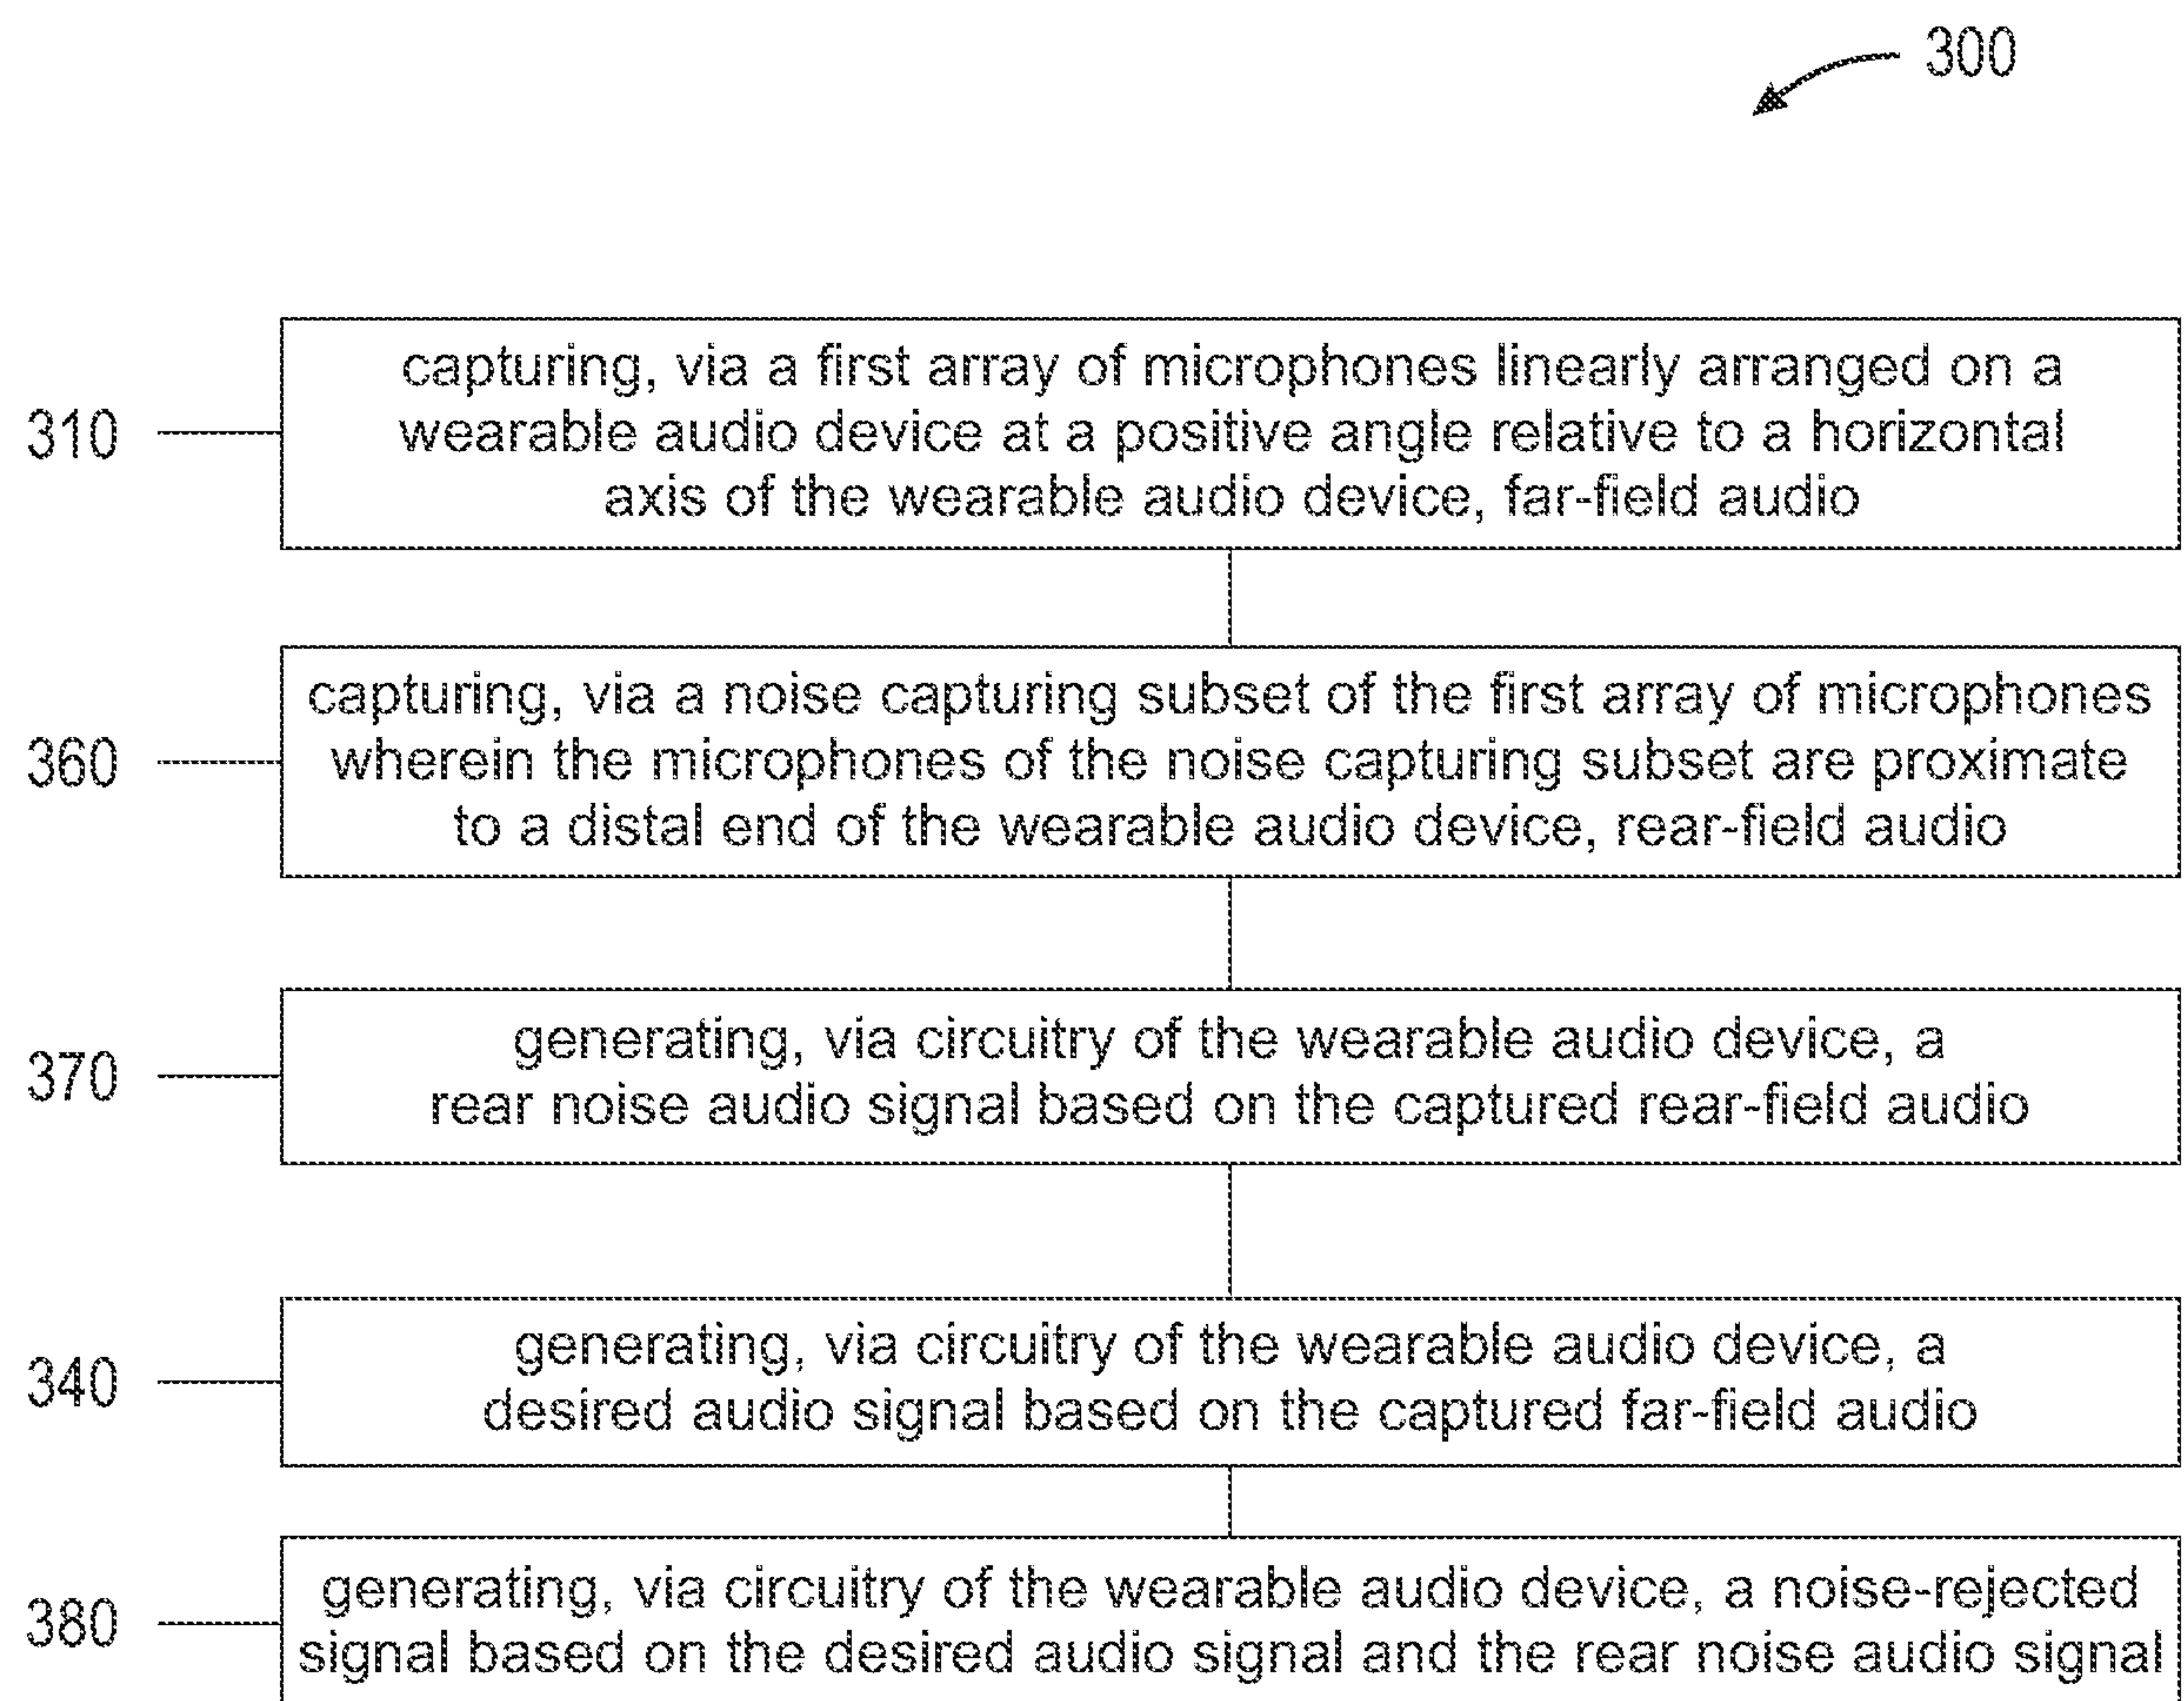 300
310
capturing, via a first array of microphones linearly arranged on a
wearable audio device at a positive angle relative to a horizontal
axis of the wearable audio device, far-field audio
360
capturing, via a noise capturing subset of the first array of microphones
wherein the microphones of the noise capturing subset are proximate
to a distal end of the wearable audio device, rear-field audio
370
generating, via circuitry of the wearable audio device, a
rear noise audio signal based on the captured rear-field audio
340
generating, via circuitry of the wearable audio device, a
desired audio signal based on the captured far-field audio
380
generating, via circuitry of the wearable audio device, a noise-rejected
signal based on the desired audio signal and the rear noise audio signal